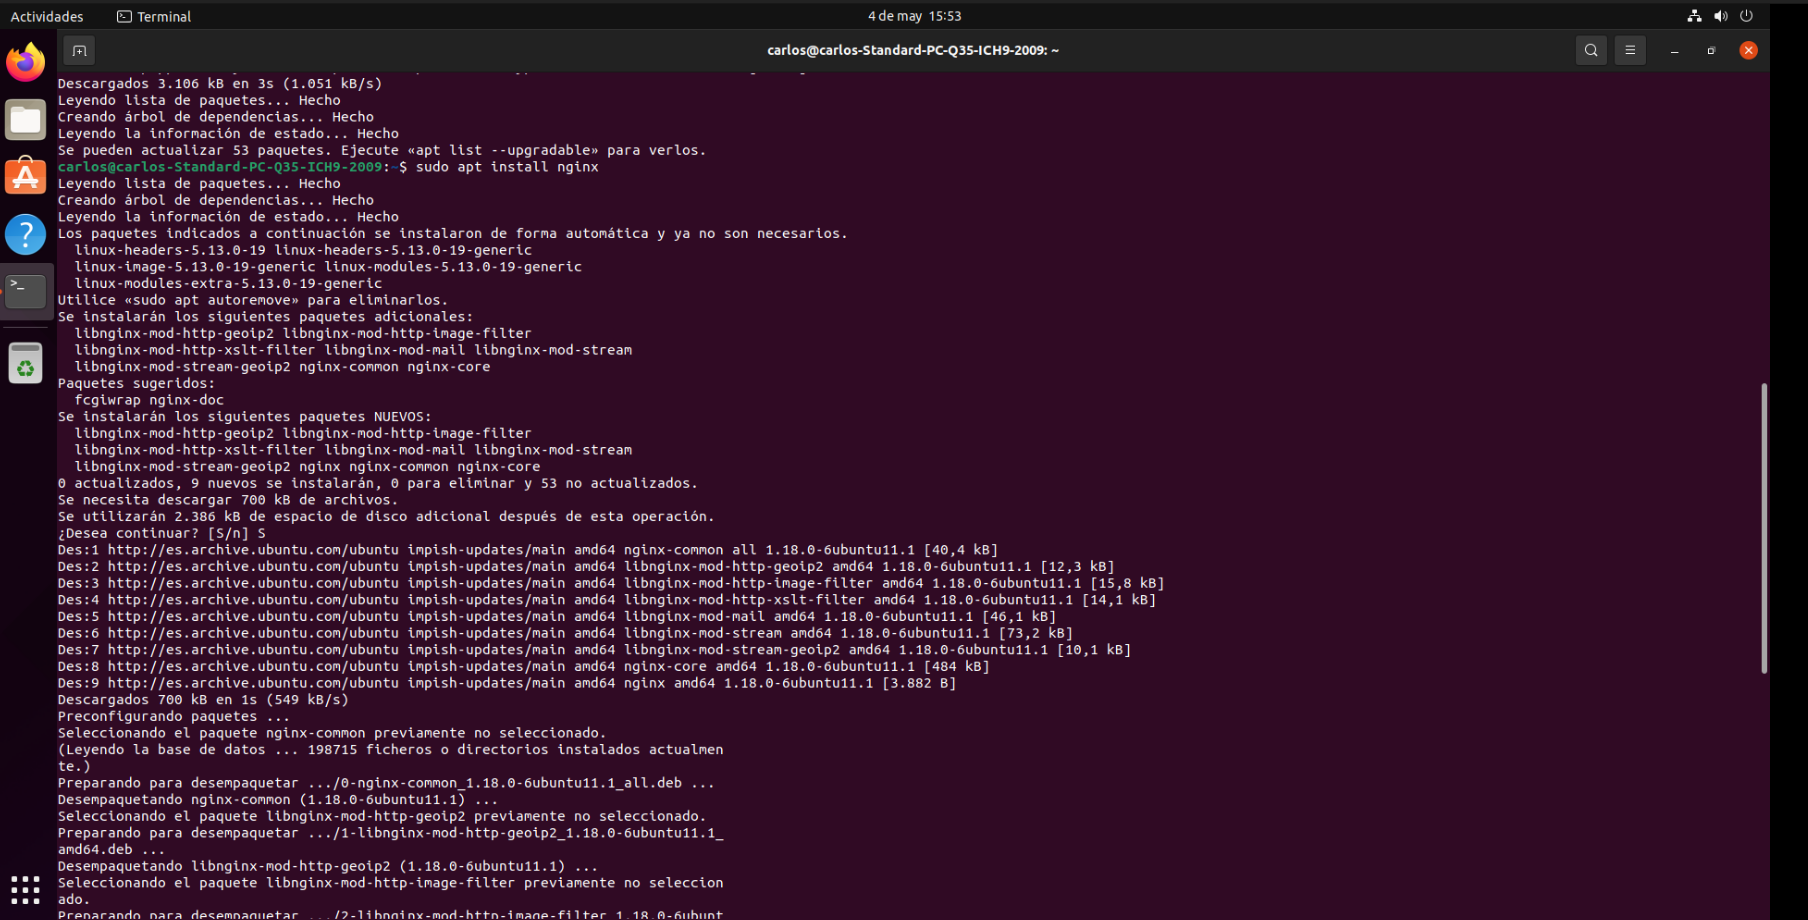 Actividades
Terminal
4 de may 15:53
carlos@carlos-Standard-PC-Q35-ICH9-2009: ~
Descargados 3.106 kB en 3s (1.051 kB/s)
Leyendo lista de paquetes... Hecho
Creando árbol de dependencias... Hecho
Leyendo la información de estado... Hecho
Se pueden actualizar 53 paquetes. Ejecute «apt list --upgradable» para verlos.
carlos@carlos-Standard-PC-Q35-ICH9-2009:~$ sudo apt install nginx
Leyendo lista de paquetes... Hecho
Creando árbol de dependencias... Hecho
Leyendo la información de estado... Hecho
Los paquetes indicados a continuación se instalaron de forma automática y ya no son necesarios.
linux-headers-5.13.0-19 linux-headers-5.13.0-19-generic
linux-image-5.13.0-19-generic linux-modules-5.13.0-19-generic
linux-modules-extra-5.13.0-19-generic
Utilice «sudo apt autoremove» para eliminarlos.
Se instalarán los siguientes paquetes adicionales:
libnginx-mod-http-geoip2 libnginx-mod-http-image-filter
libnginx-mod-http-xslt-filter libnginx-mod-mail libnginx-mod-stream
libnginx-mod-stream-geoip2 nginx-common nginx-core
Paquetes sugeridos:
fcgiwrap nginx-doc
Se instalarán los siguientes paquetes NUEVOS:
libnginx-mod-http-geoip2 libnginx-mod-http-image-filter
libnginx-mod-http-xslt-filter libnginx-mod-mail libnginx-mod-stream
libnginx-mod-stream-geoip2 nginx nginx-common nginx-core
0 actualizados, 9 nuevos se instalarán, 0 para eliminar y 53 no actualizados.
Se necesita descargar 700 kB de archivos.
Se utilizarán 2.386 kB de espacio de disco adicional después de esta operación.
¿Desea continuar? [S/n] S
Des:1 http://es.archive.ubuntu.com/ubuntu impish-updates/main amd64 nginx-common all 1.18.0-6ubuntu11.1 [40,4 kB]
Des:2 http://es.archive.ubuntu.com/ubuntu impish-updates/main amd64 libnginx-mod-http-geoip2 amd64 1.18.0-6ubuntu11.1 [12,3 kB]
Des:3 http://es.archive.ubuntu.com/ubuntu impish-updates/main amd64 libnginx-mod-http-image-filter amd64 1.18.0-6ubuntu11.1 [15,8 kB]
Des:4 http://es.archive.ubuntu.com/ubuntu impish-updates/main amd64 libnginx-mod-http-xslt-filter amd64 1.18.0-6ubuntu11.1 [14,1 kB]
Des:5 http://es.archive.ubuntu.com/ubuntu impish-updates/main amd64 libnginx-mod-mail amd64 1.18.0-6ubuntu11.1 [46,1 kB]
Des:6 http://es.archive.ubuntu.com/ubuntu impish-updates/main amd64 libnginx-mod-stream amd64 1.18.0-6ubuntu11.1 [73,2 kB]
Des:7 http://es.archive.ubuntu.com/ubuntu impish-updates/main amd64 libnginx-mod-stream-geoip2 amd64 1.18.0-6ubuntu11.1 [10,1 kB]
Des:8 http://es.archive.ubuntu.com/ubuntu impish-updates/main amd64 nginx-core amd64 1.18.0-6ubuntu11.1 [484 kB]
Des:9 http://es.archive.ubuntu.com/ubuntu impish-updates/main amd64 nginx amd64 1.18.0-6ubuntu11.1 [3.882 B]
Descargados 700 kB en 1s (549 kB/s)
Preconfigurando paquetes ...
Seleccionando el paquete nginx-common previamente no seleccionado.
(Leyendo la base de datos ... 198715 ficheros o directorios instalados actualmen
te.)
Preparando para desempaquetar .../0-nginx-common_1.18.0-6ubuntu11.1_all.deb ...
Desempaquetando nginx-common (1.18.0-6ubuntu11.1) ...
Seleccionando el paquete libnginx-mod-http-geoip2 previamente no seleccionado.
Preparando para desempaquetar .../1-libnginx-mod-http-geoip2_1.18.0-6ubuntu11.1_
amd64.deb ...
Desempaquetando libnginx-mod-http-geoip2 (1.18.0-6ubuntu11.1) ...
Seleccionando el paquete libnginx-mod-http-image-filter previamente no seleccion
ado.
Preparando para desempaquetar .../2-libnginx-mod-http-image-filter_1.18.0-6ubunt